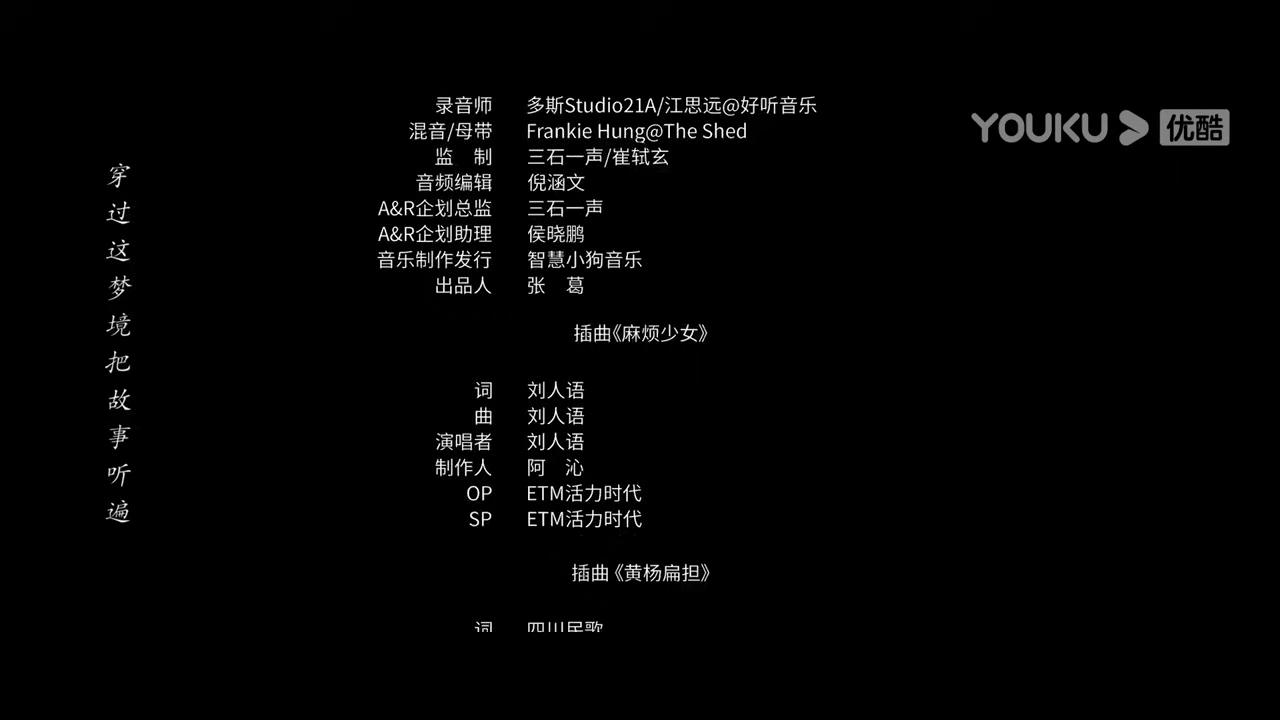 穿过这梦境把故事听遍
录音师 多斯Studio21A/江思远@好听音乐
混音/母带 Frankie Hung@The Shed
监 制 三石一声/崔轼玄
音频编辑 倪涵文
A&R企划总监 三石一声
A&R企划助理 侯晓鹏
音乐制作发行 智慧小狗音乐
出品人 张 葛
插曲《麻烦少女》
词 刘人语
曲 刘人语
演唱者 刘人语
制作人 阿 沁
OP ETM活力时代
SP ETM活力时代
插曲《黄杨扁担》
词 四川民歌
YOUKU 优酷